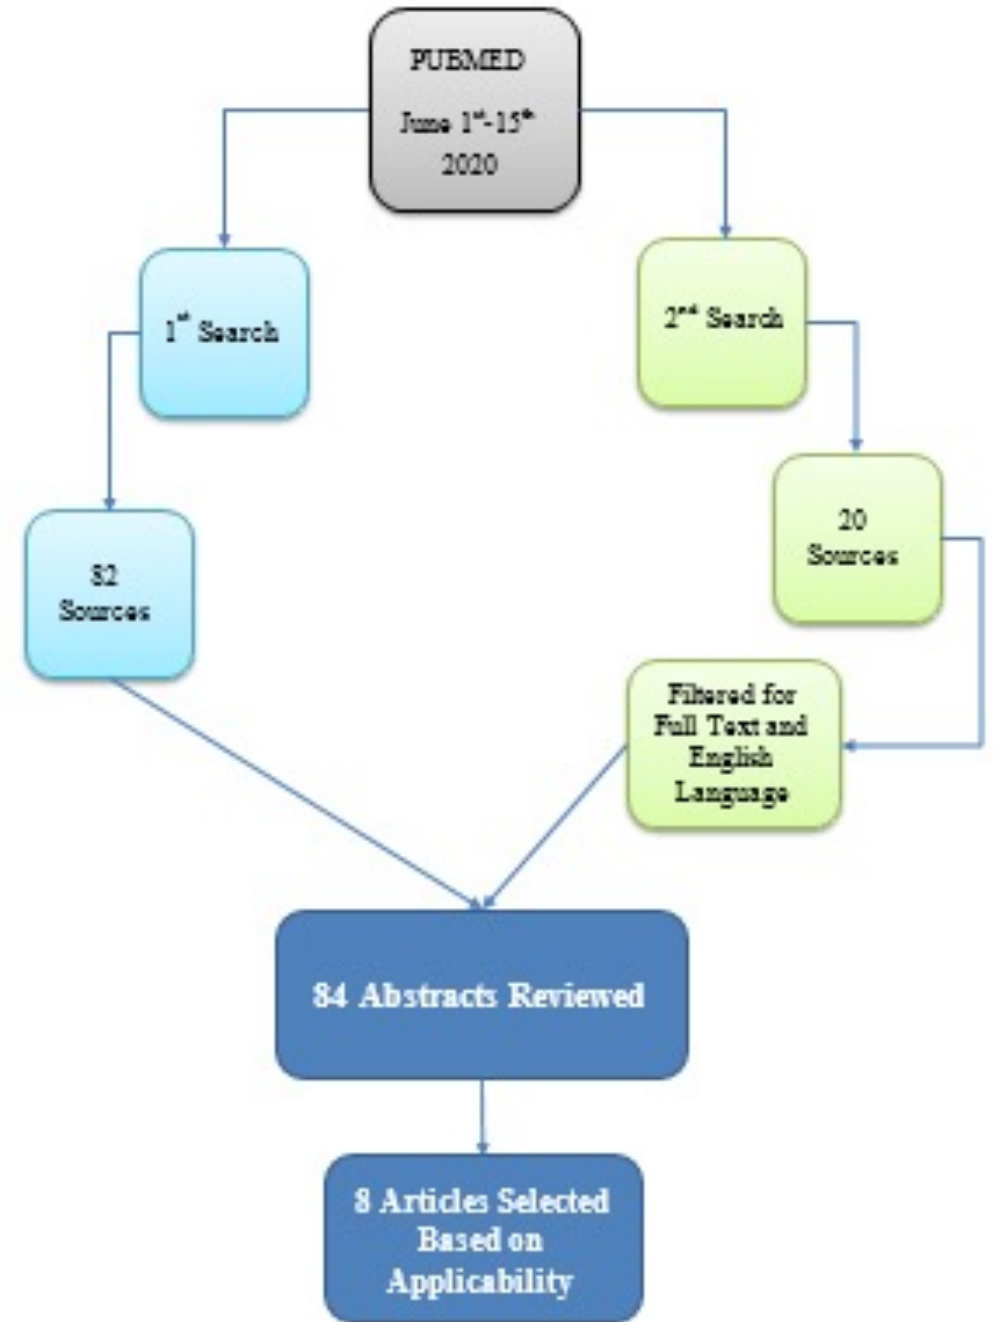 PUBMED
June 1st-15th
2020
1st Search
2nd Search
82
Sources
20
Sources
Filtered for
Full Text and
English
Language
84 Abstracts Reviewed
8 Articles Selected
Based on
Applicability